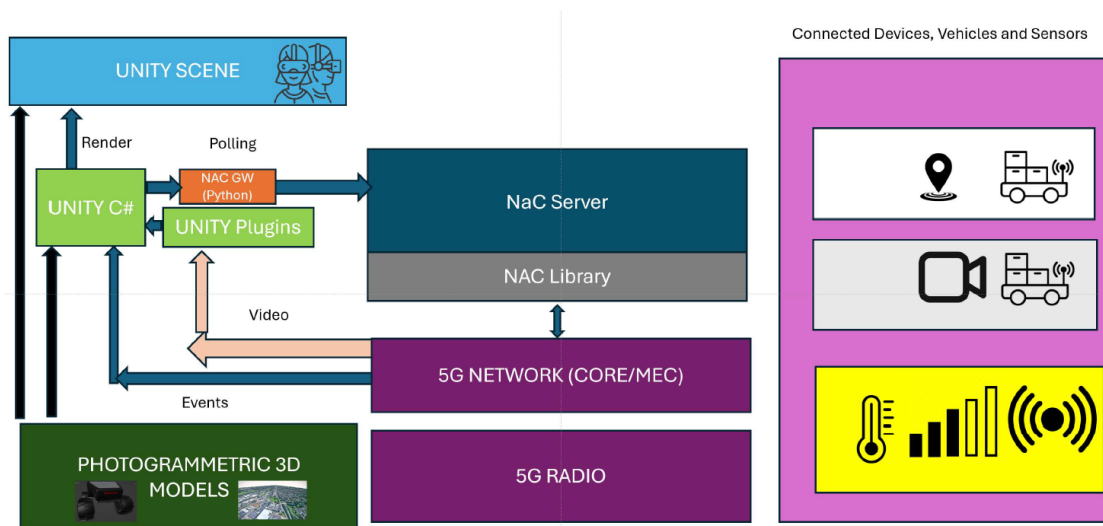 Connected Devices, Vehicles and Sensors
UNITY SCENE
Render
Polling
NAC GW
(Python)
UNITY C#
UNITY Plugins
NaC Server
NAC Library
Video
5G NETWORK (CORE/MEC)
Events
PHOTOGRAMMETRIC 3D
MODELS
5G RADIO